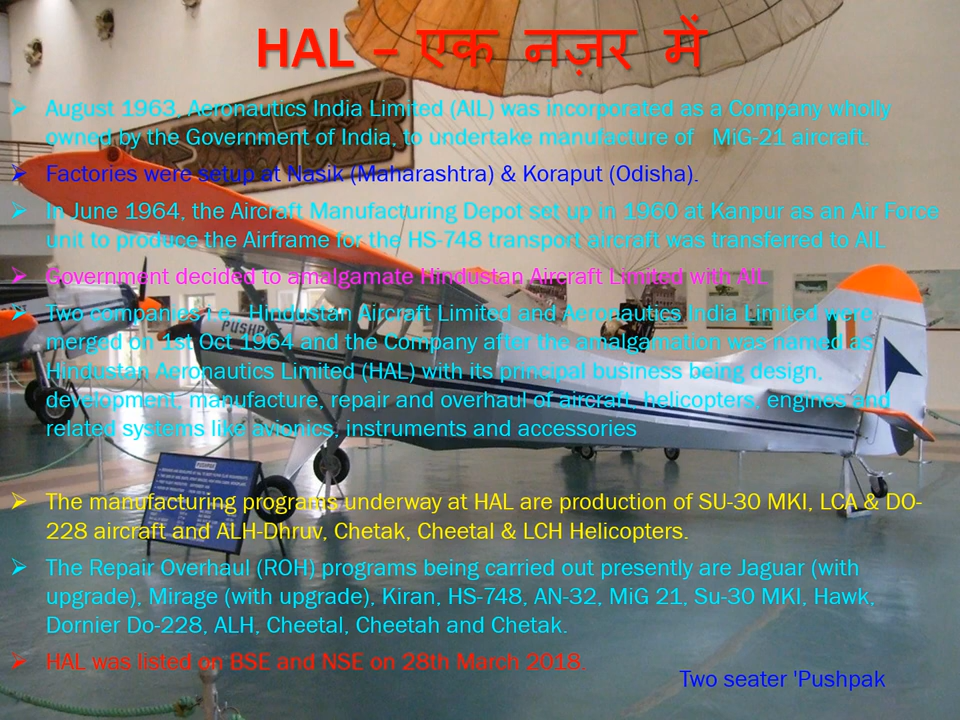 HAL – एक नज़र में
➢ August 1963, Aeronautics India Limited (AIL) was incorporated as a Company wholly
owned by the Government of India, to undertake manufacture of MiG-21 aircraft.
➢ Factories were setup at Nasik (Maharashtra) & Koraput (Odisha).
➢ In June 1964, the Aircraft Manufacturing Depot set up in 1960 at Kanpur as an Air Force
unit to produce the Airframe for the HS-748 transport aircraft was transferred to AIL
➢ Government decided to amalgamate Hindustan Aircraft Limited with AIL
➢ Two companies i.e. Hindustan Aircraft Limited and Aeronautics India Limited were
merged on 1st Oct 1964 and the Company after the amalgamation was named as
Hindustan Aeronautics Limited (HAL) with its principal business being design,
development, manufacture, repair and overhaul of aircraft, helicopters, engines and
related systems like avionics, instruments and accessories
PUSHPAK
➢ The manufacturing programs underway at HAL are production of SU-30 MKI, LCA & DO-
228 aircraft and ALH-Dhruv, Chetak, Cheetal & LCH Helicopters.
➢ The Repair Overhaul (ROH) programs being carried out presently are Jaguar (with
upgrade), Mirage (with upgrade), Kiran, HS-748, AN-32, MiG 21, Su-30 MKI, Hawk,
Dornier Do-228, ALH, Cheetal, Cheetah and Chetak.
➢ HAL was listed on BSE and NSE on 28th March 2018.
Two seater 'Pushpak